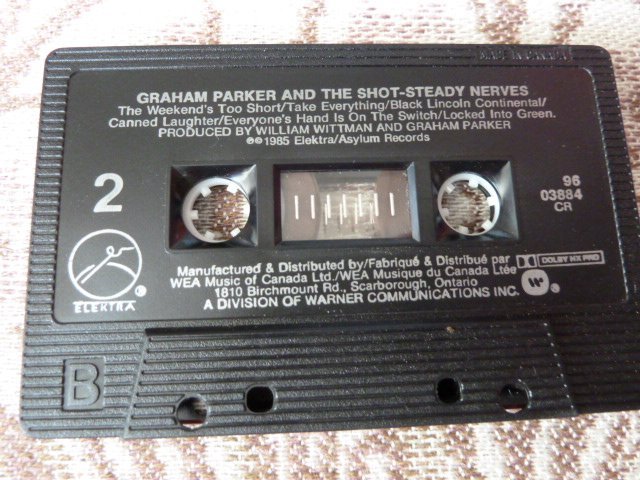 GRAHAM PARKER AND THE SHOT-STEADY NERVES
The Weekend's Too Short/Take Everything/Black Lincoln Continental/
Canned Laughter/Everyone's Hand Is On The Switch/Locked Into Green.
PRODUCED BY WILLIAM WITTMAN AND GRAHAM PARKER
℗©1985 Elektra/Asylum Records
2
96
03884
CR
Manufactured & Distributed by/Fabriqué & Distribué par
DOLBY HX PRO
WEA Music of Canada Ltd./WEA Musique du Canada Ltée
1810 Birchmount Rd., Scarborough, Ontario
A DIVISION OF WARNER COMMUNICATIONS INC.
ELEKTRA
B